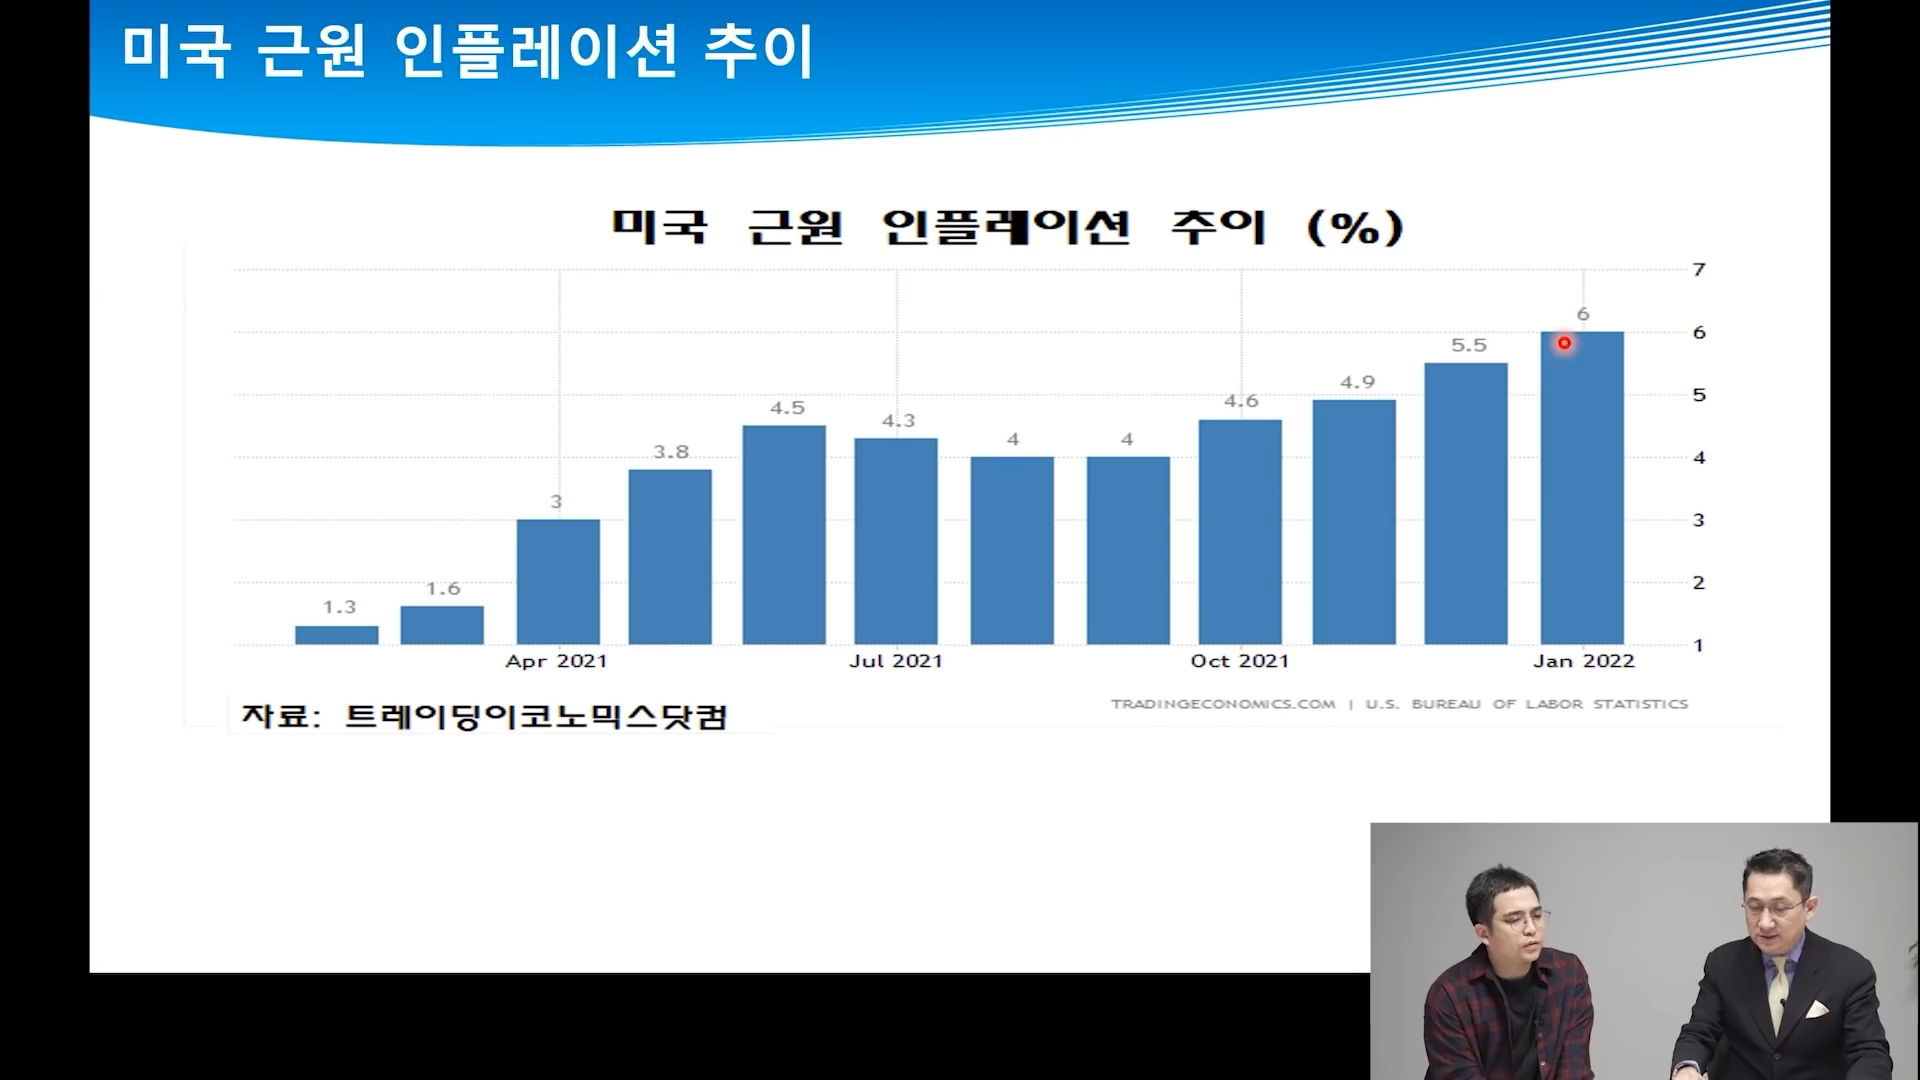 미국 근원 인플레이션 추이
미국 근원 인플레이션 추이 (%)
7
6
5
4
3
2
1
1.3
1.6
3
3.8
4.5
4.3
4
4
4.6
4.9
5.5
6
Apr 2021
Jul 2021
Oct 2021
Jan 2022
자료: 트레이딩이코노믹스닷컴
TRADINGECONOMICS.COM | U.S. BUREAU OF LABOR STATISTICS